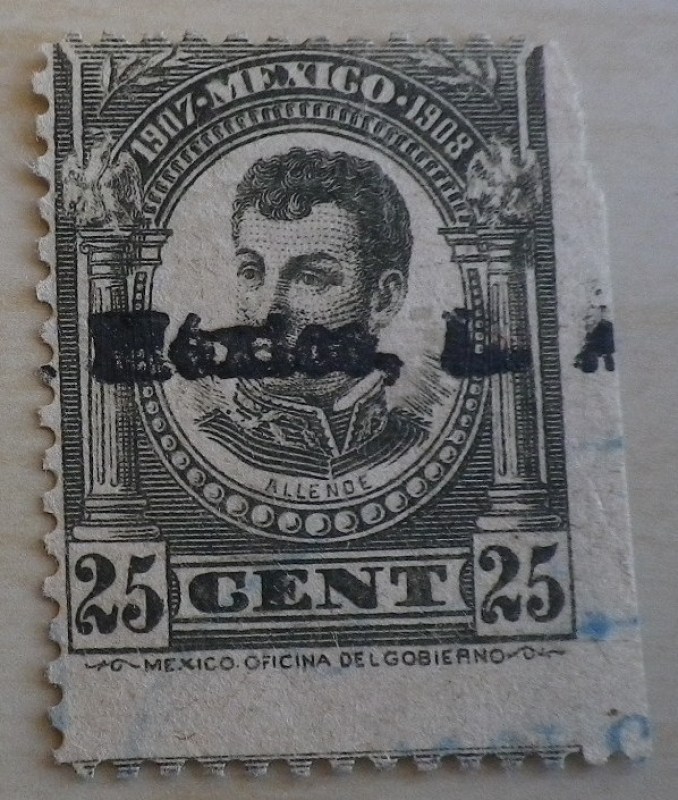 1907·MEXICO·1908
ALLENDE
25 CENT 25
MEXICO. OFICINA DEL GOBIERNO